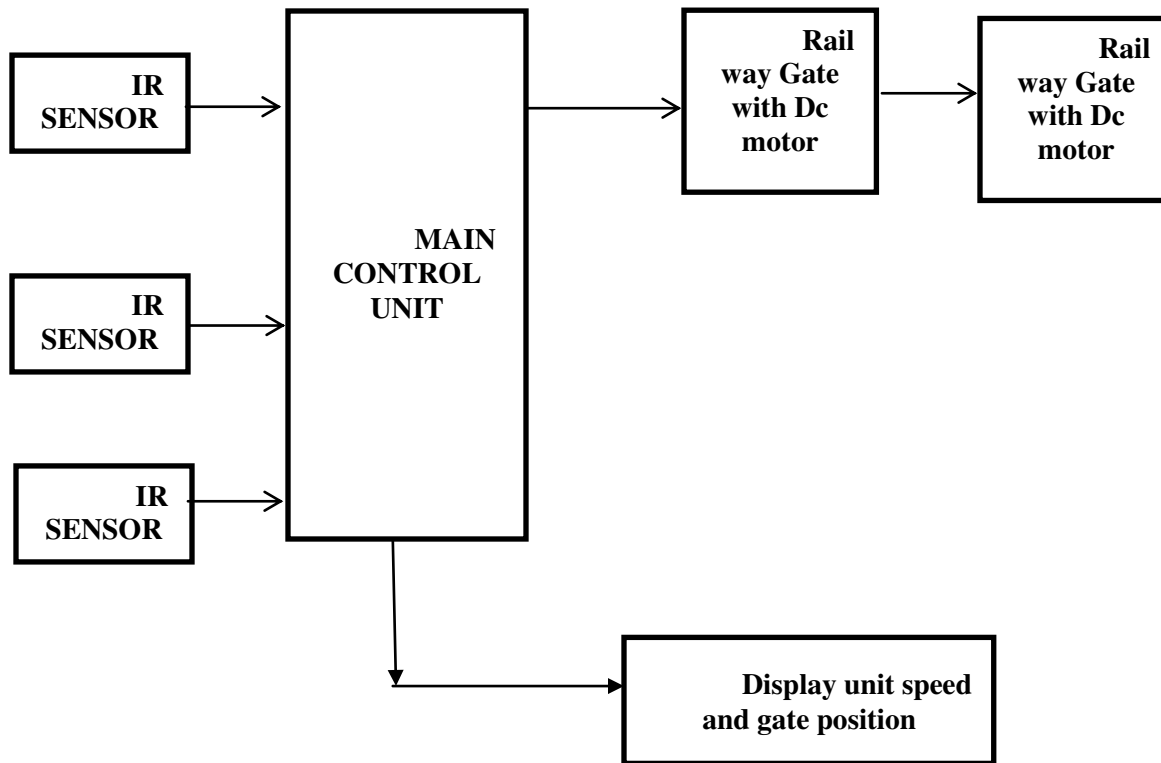 IR
SENSOR
IR
SENSOR
IR
SENSOR
MAIN
CONTROL
UNIT
Rail
way Gate
with Dc
motor
Rail
way Gate
with Dc
motor
Display unit speed
and gate position